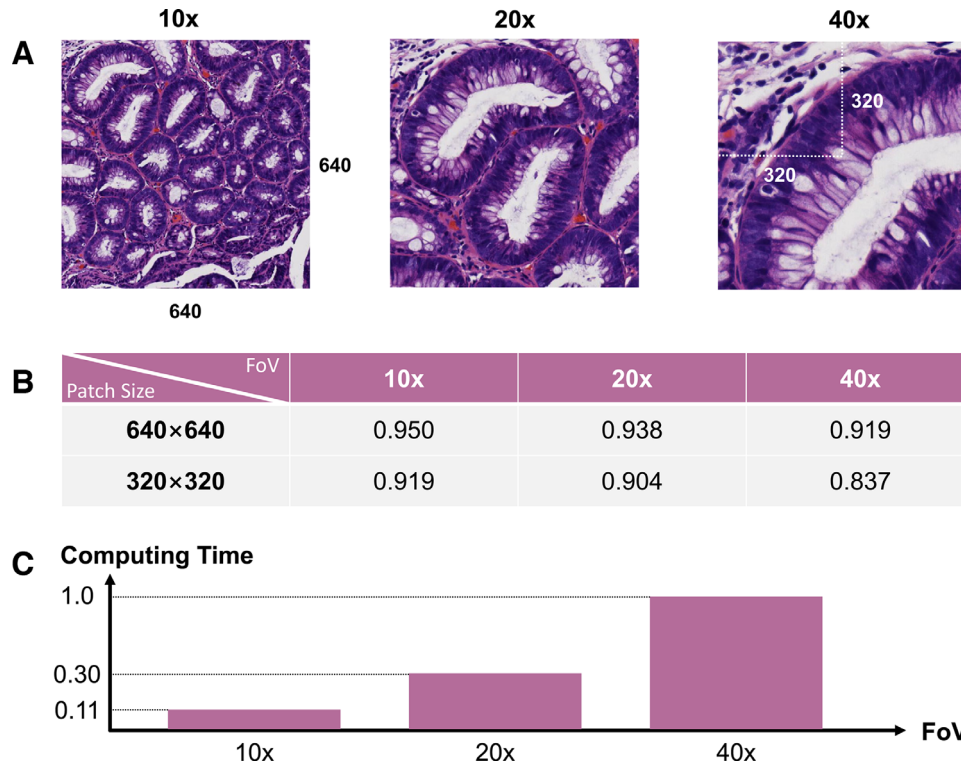 10x 20x 40x
A
320
640
320
640
B
FoV
Patch Size
10x 20x 40x
640×640 0.950 0.938 0.919
320×320 0.919 0.904 0.837
C
Computing Time
1.0
0.30
0.11
10x 20x 40x
FoV